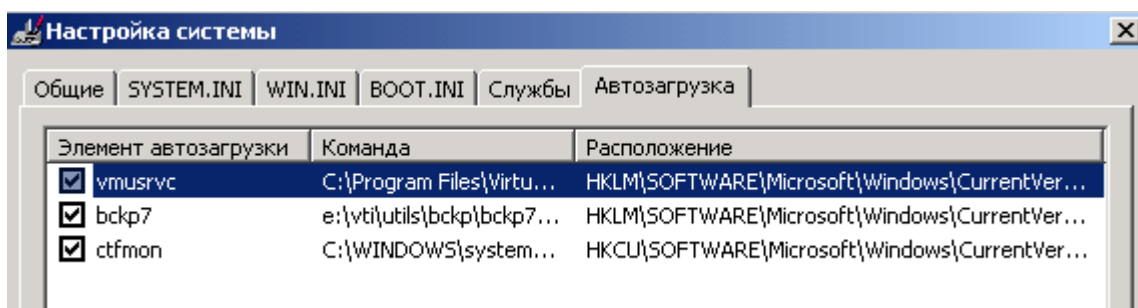 Настройка системы
Общие SYSTEM.INI WIN.INI BOOT.INI Службы Автозагрузка
Элемент автозагрузки Команда Расположение
vmusrvc C:\Program Files\Virtu... HKLM\SOFTWARE\Microsoft\Windows\CurrentVer...
bckp7 e:\vti\utils\bckp\bckp7... HKLM\SOFTWARE\Microsoft\Windows\CurrentVer...
ctfmon C:\WINDOWS\system... HKCU\SOFTWARE\Microsoft\Windows\CurrentVer...